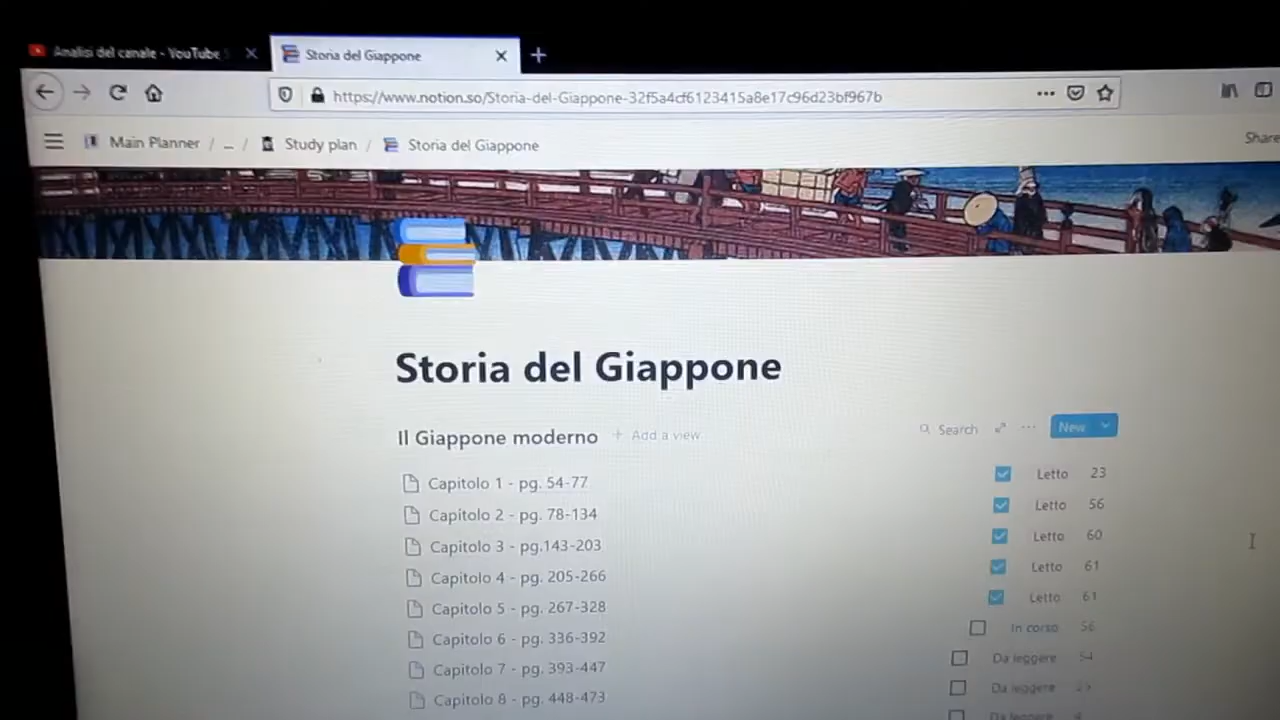 Analisi del canale - YouTube
Storia del Giappone
https://www.notion.so/Storia-del-Giappone-32f5a4cf6123415a8e17c96d23bf967b
Main Planner / ... / Study plan / Storia del Giappone
Share
Storia del Giappone
Il Giappone moderno + Add a view Search ... New
Capitolo 1 - pg. 54-77 Letto 23
Capitolo 2 - pg. 78-134 Letto 56
Capitolo 3 - pg.143-203 Letto 60
Capitolo 4 - pg. 205-266 Letto 61
Capitolo 5 - pg. 267-328 Letto 61
Capitolo 6 - pg. 336-392 In corso 56
Capitolo 7 - pg. 393-447 Da leggere 54
Capitolo 8 - pg. 448-473 Da leggere
Da leggere